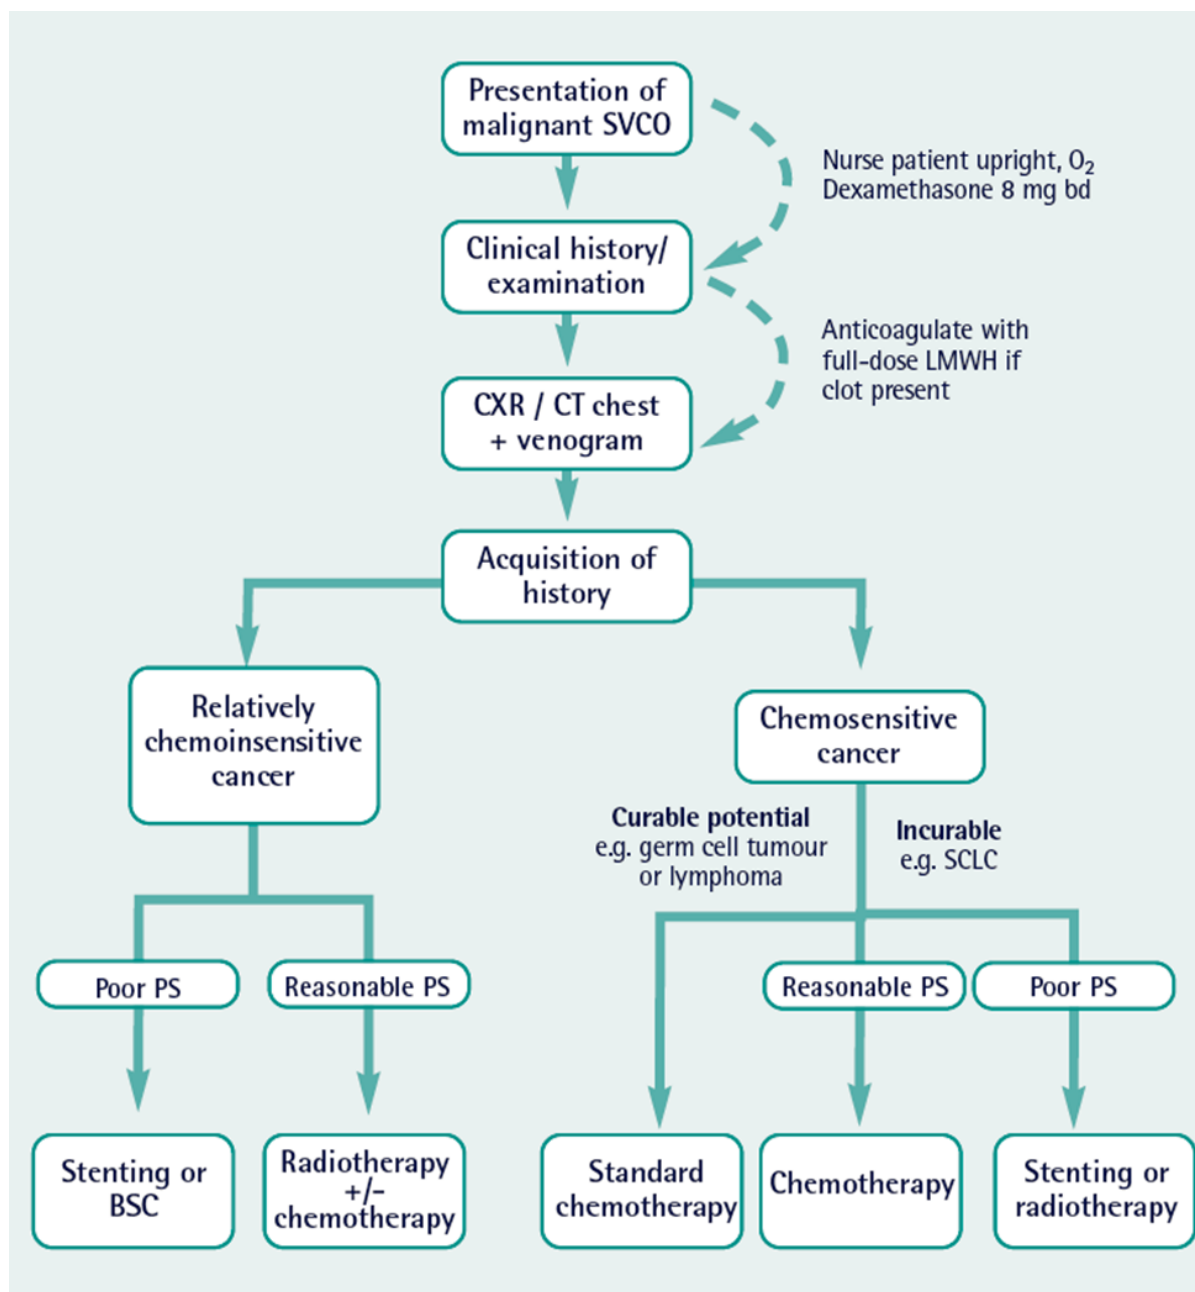 Presentation of
malignant SVCO
Nurse patient upright, O₂
Dexamethasone 8 mg bd
Clinical history/
examination
Anticoagulate with
full-dose LMWH if
clot present
CXR / CT chest
+ venogram
Acquisition of
history
Relatively
chemoinsensitive
cancer
Chemosensitive
cancer
Curable potential
e.g. germ cell tumour
or lymphoma
Incurable
e.g. SCLC
Poor PS
Reasonable PS
Reasonable PS
Poor PS
Stenting or
BSC
Radiotherapy
+/-
chemotherapy
Standard
chemotherapy
Chemotherapy
Stenting or
radiotherapy